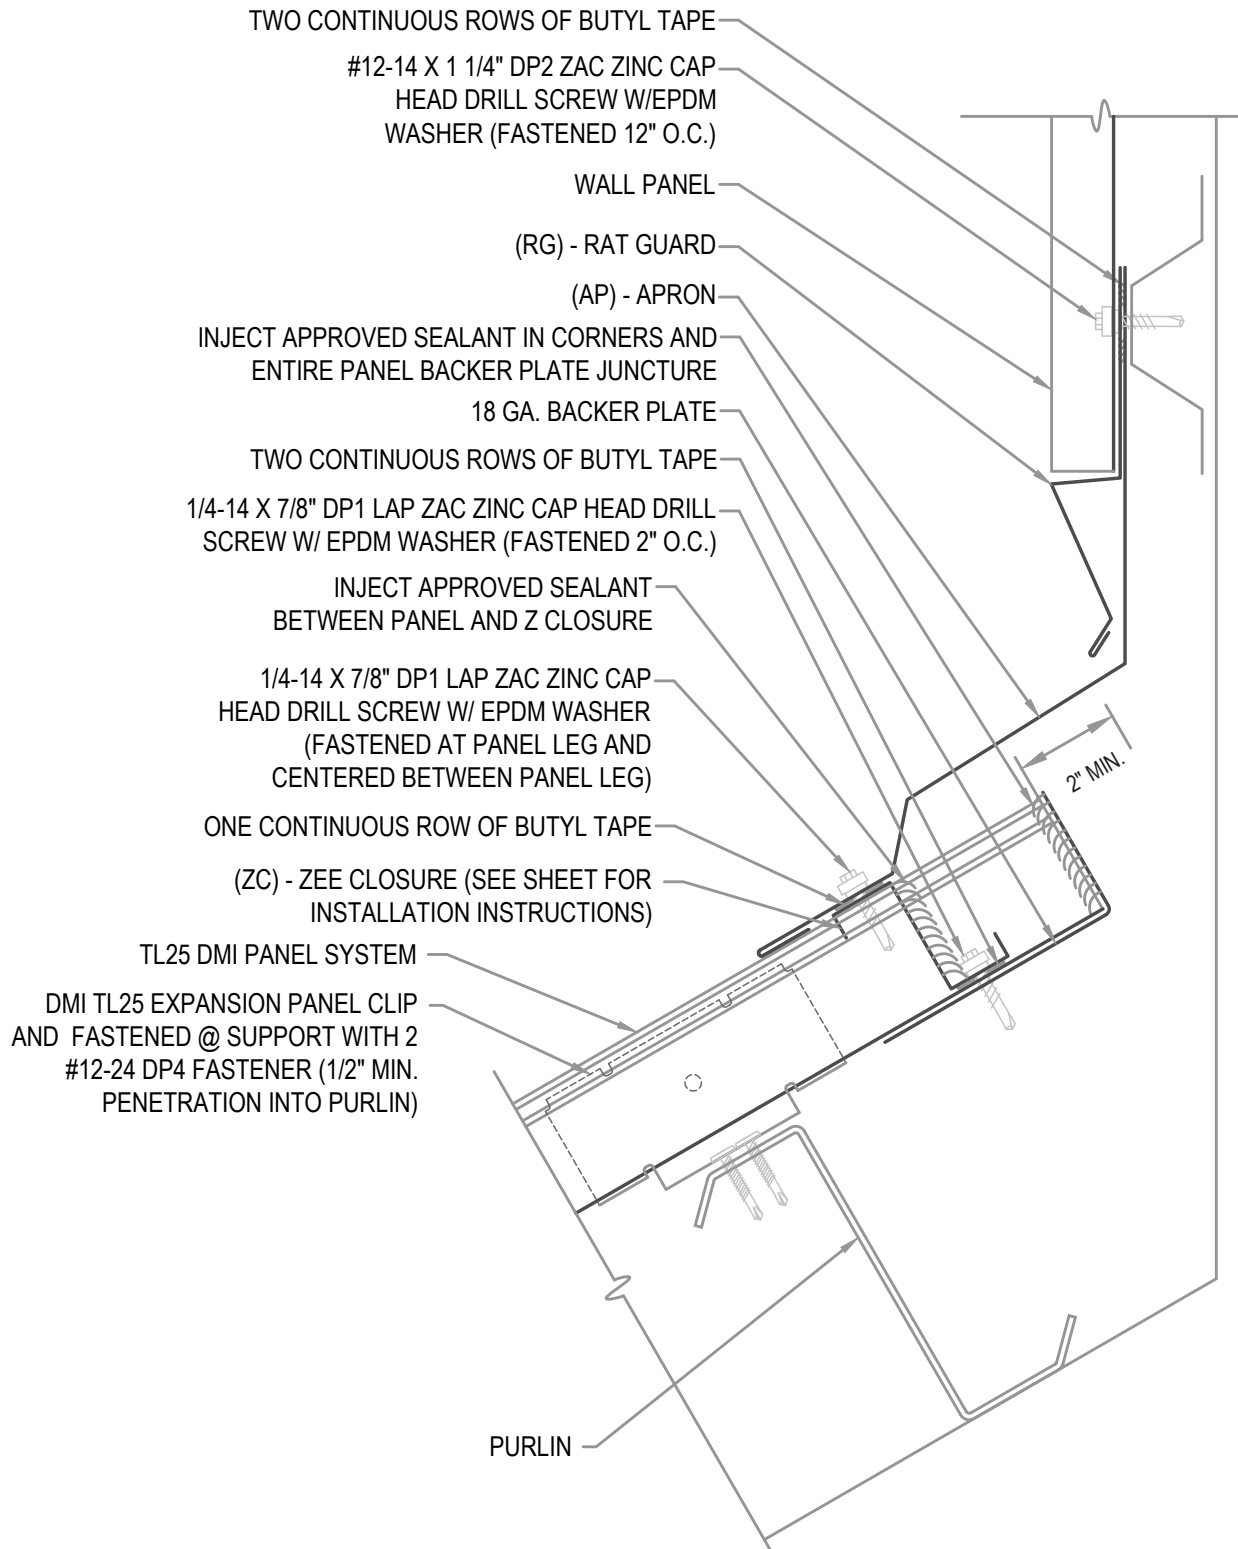 TWO CONTINUOUS ROWS OF BUTYL TAPE
#12-14 X 1 1/4" DP2 ZAC ZINC CAP
HEAD DRILL SCREW W/EPDM
WASHER (FASTENED 12" O.C.)
WALL PANEL
(RG) - RAT GUARD
(AP) - APRON
INJECT APPROVED SEALANT IN CORNERS AND
ENTIRE PANEL BACKER PLATE JUNCTURE
18 GA. BACKER PLATE
TWO CONTINUOUS ROWS OF BUTYL TAPE
1/4-14 X 7/8" DP1 LAP ZAC ZINC CAP HEAD DRILL
SCREW W/ EPDM WASHER (FASTENED 2" O.C.)
INJECT APPROVED SEALANT
BETWEEN PANEL AND Z CLOSURE
1/4-14 X 7/8" DP1 LAP ZAC ZINC CAP
HEAD DRILL SCREW W/ EPDM WASHER
(FASTENED AT PANEL LEG AND
CENTERED BETWEEN PANEL LEG)
2" MIN.
ONE CONTINUOUS ROW OF BUTYL TAPE
(ZC) - ZEE CLOSURE (SEE SHEET FOR
INSTALLATION INSTRUCTIONS)
TL25 DMI PANEL SYSTEM
DMI TL25 EXPANSION PANEL CLIP
AND FASTENED @ SUPPORT WITH 2
#12-24 DP4 FASTENER (1/2" MIN.
PENETRATION INTO PURLIN)
PURLIN